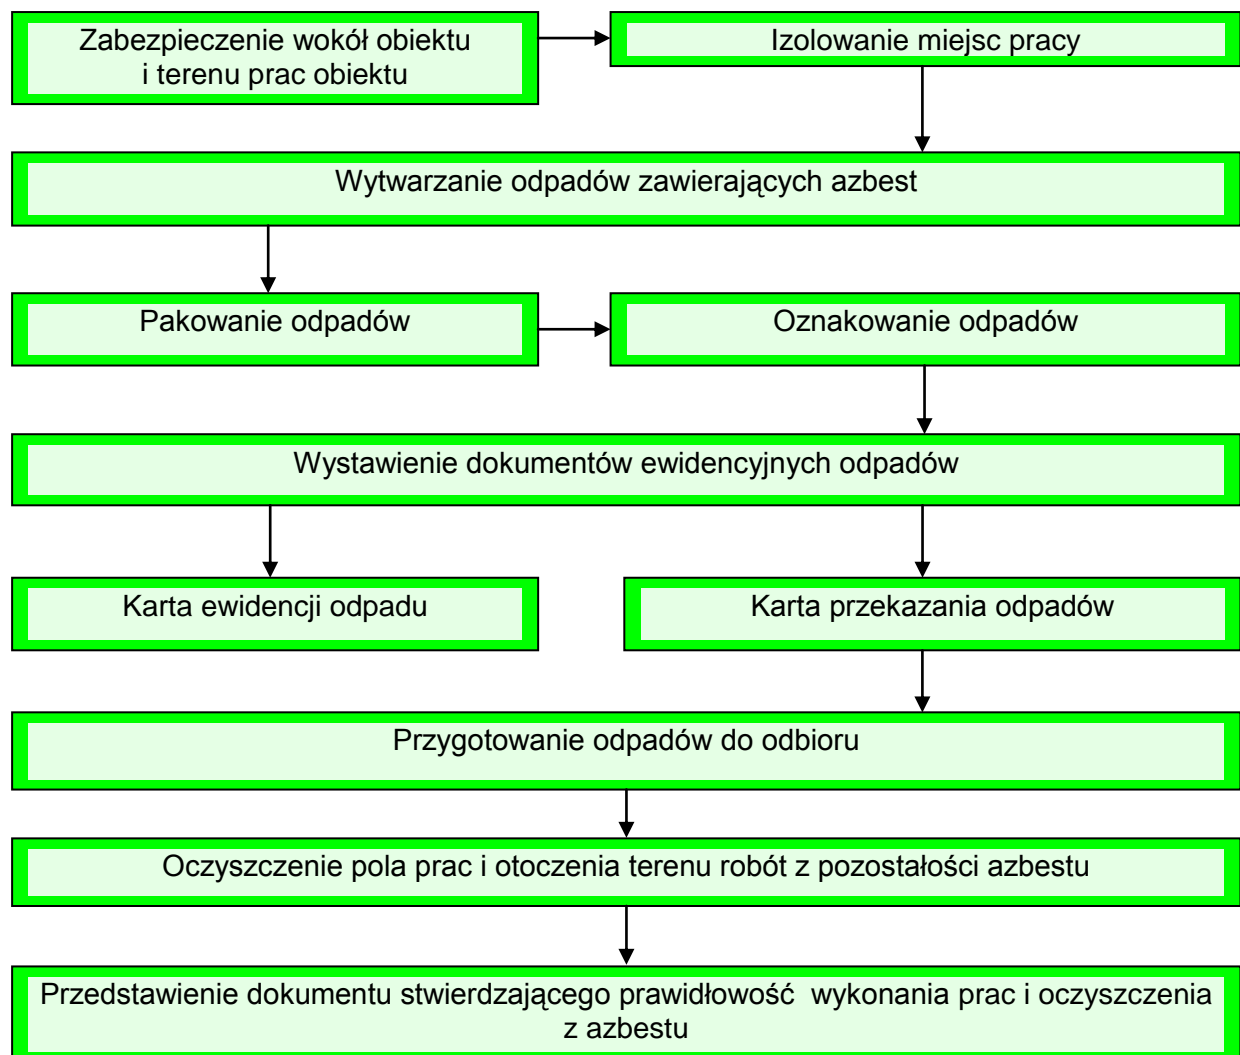 Zabezpieczenie wokół obiektu
i terenu prac obiektu
Izolowanie miejsc pracy
Wytwarzanie odpadów zawierających azbest
Pakowanie odpadów
Oznakowanie odpadów
Wystawienie dokumentów ewidencyjnych odpadów
Karta ewidencji odpadu
Karta przekazania odpadów
Przygotowanie odpadów do odbioru
Oczyszczenie pola prac i otoczenia terenu robót z pozostałości azbestu
Przedstawienie dokumentu stwierdzającego prawidłowość  wykonania prac i oczyszczenia
z azbestu